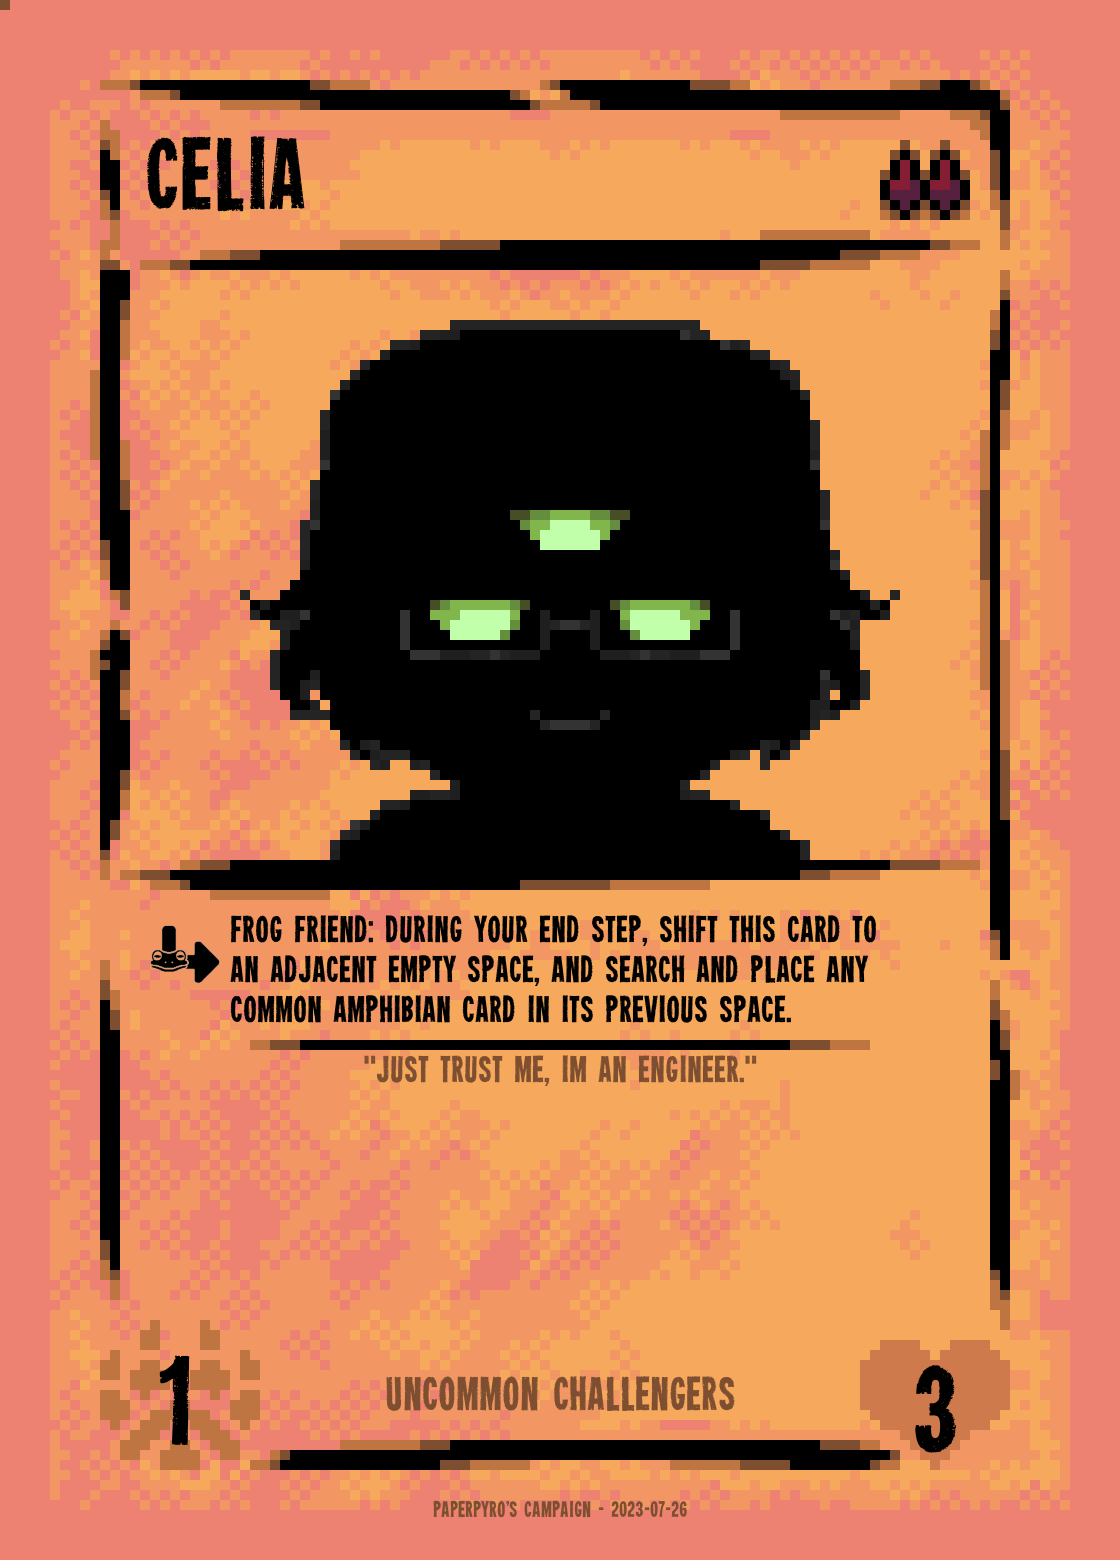 CELIA
FROG FRIEND: DURING YOUR END STEP, SHIFT THIS CARD TO
AN ADJACENT EMPTY SPACE, AND SEARCH AND PLACE ANY
COMMON AMPHIBIAN CARD IN ITS PREVIOUS SPACE.
"JUST TRUST ME, IM AN ENGINEER."
1
UNCOMMON CHALLENGERS
3
PAPERPYRO'S CAMPAIGN - 2023-07-26